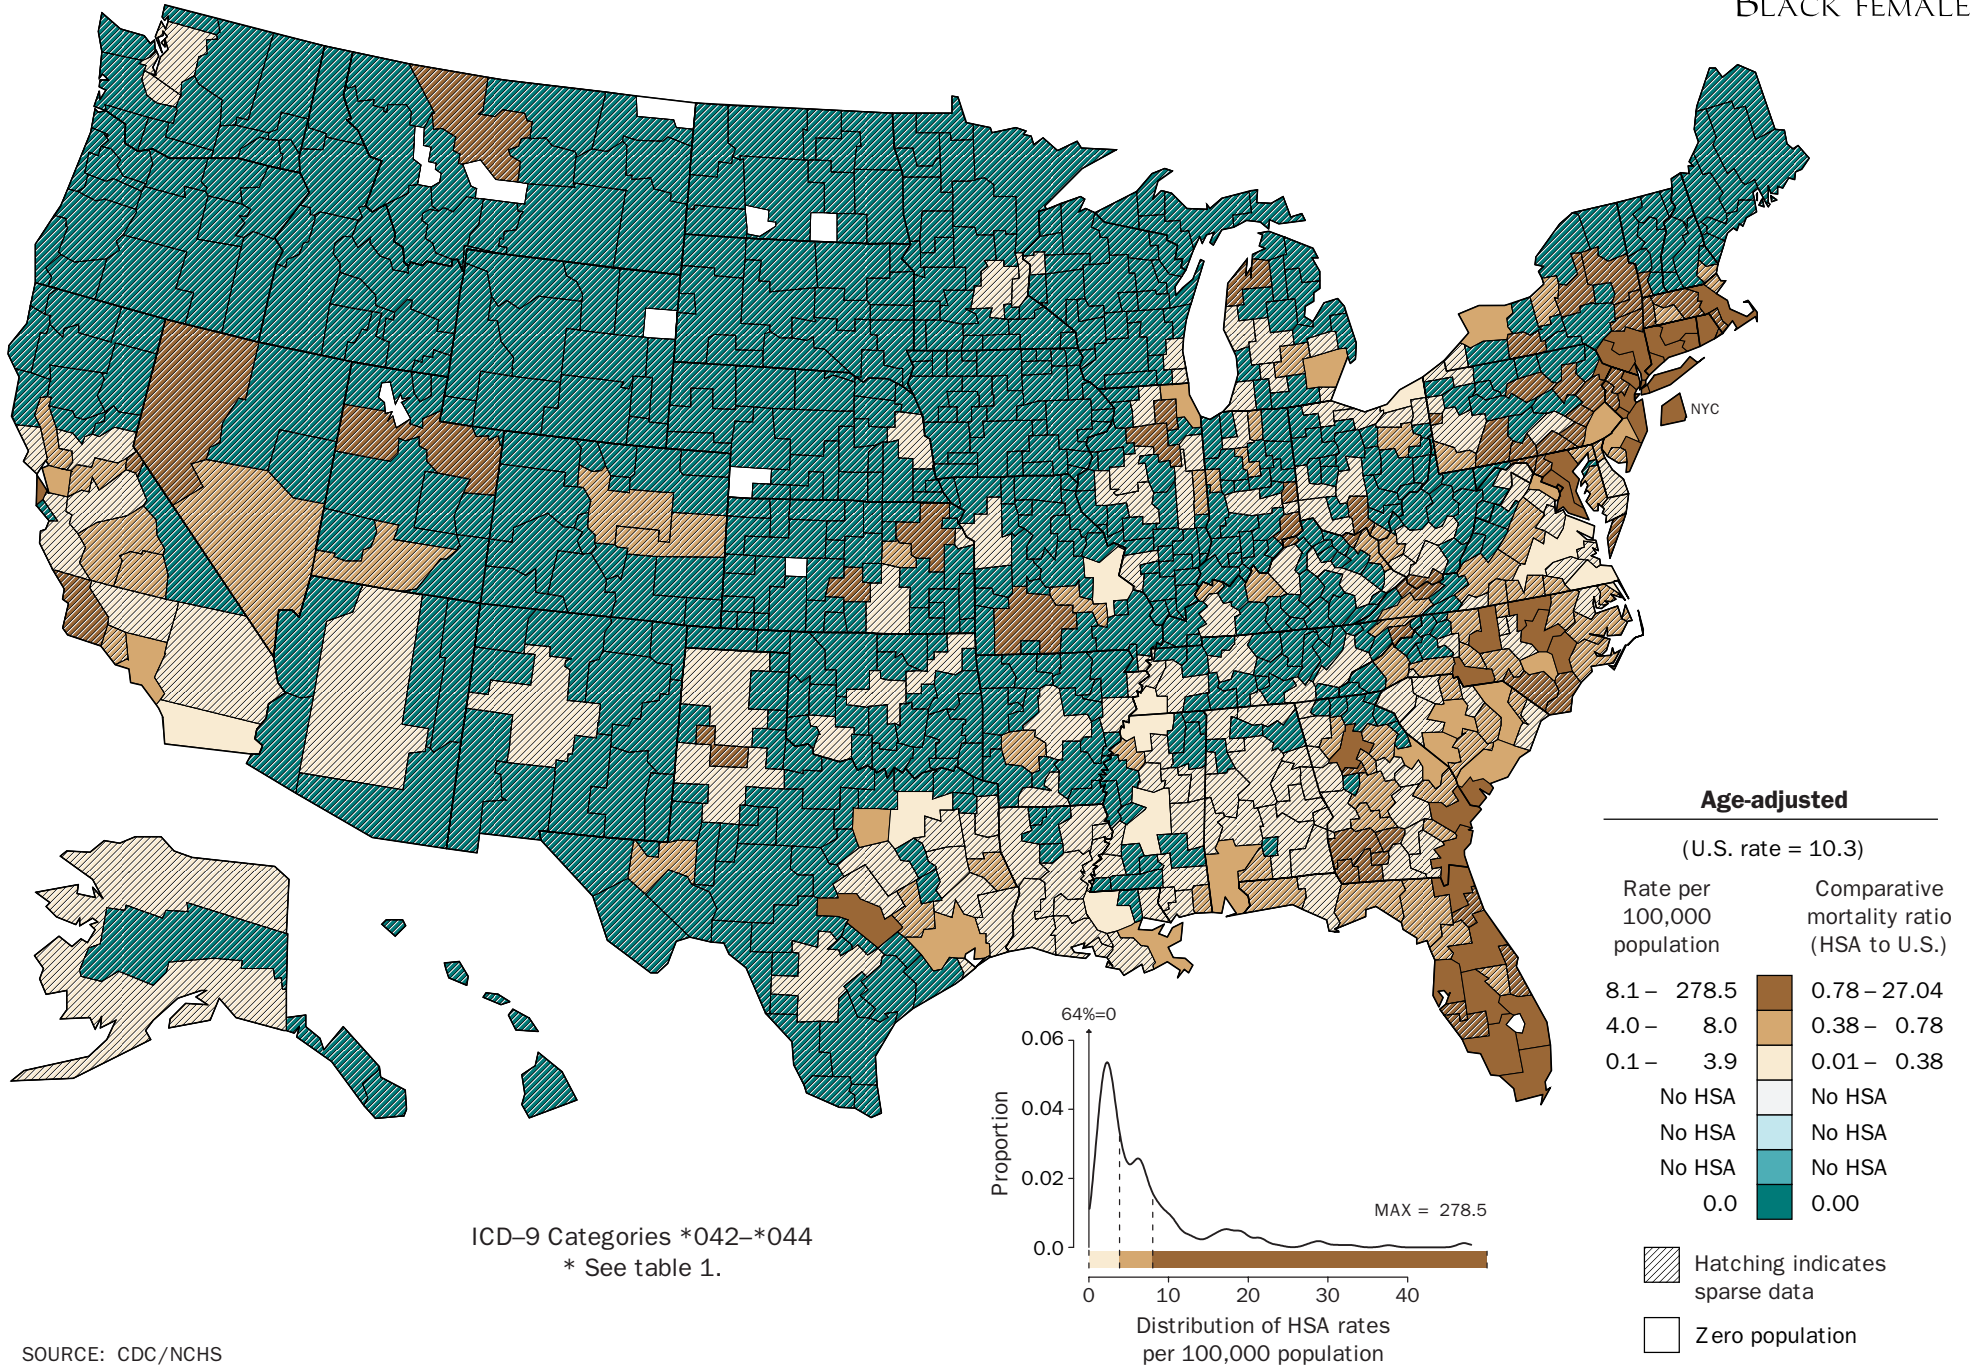 BLACK FEMALE
NYC
Age-adjusted
(U.S. rate = 10.3)
Rate per
100,000
population
Comparative
mortality ratio
(HSA to U.S.)
8.1 – 278.5 0.78 – 27.04
4.0 – 8.0 0.38 – 0.78
0.1 – 3.9 0.01 – 0.38
No HSA No HSA
No HSA No HSA
No HSA No HSA
0.0 0.00
Hatching indicates
sparse data
Zero population
64%=0
0.06
0.04
0.02
0.0
Proportion
MAX = 278.5
0 10 20 30 40
Distribution of HSA rates
per 100,000 population
ICD–9 Categories *042–*044
* See table 1.
SOURCE: CDC/NCHS